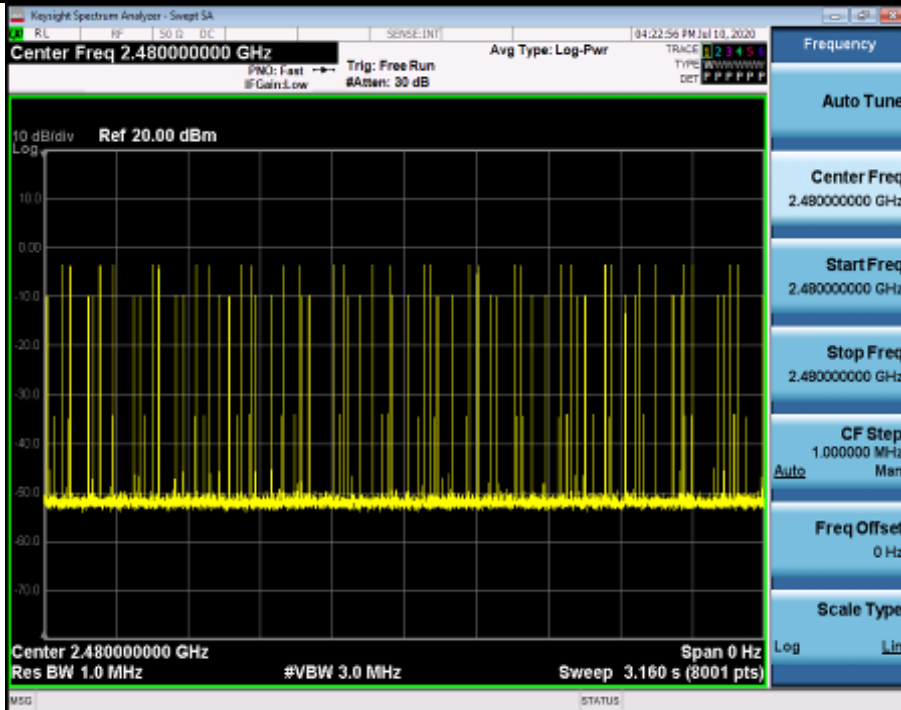 Keysight Spectrum Analyzer - Swept SA
RL RF 50 Ω DC SENSE:INT 04:22:56 PM Jul 10, 2020
Center Freq 2.480000000 GHz
Avg Type: Log-Pwr
TRACE 1 2 3 4 5 6
PNO: Fast
Trig: Free Run
TYPE WWWWWW
IFGain:Low
#Atten: 30 dB
DET P P P P P P
10 dB/div Ref 20.00 dBm
Log
10.0
0.00
-10.0
-20.0
-30.0
-40.0
-50.0
-60.0
-70.0
Center 2.480000000 GHz
Span 0 Hz
Res BW 1.0 MHz
#VBW 3.0 MHz
Sweep 3.160 s (8001 pts)
MSG
STATUS
Frequency
Auto Tune
Center Freq
2.480000000 GHz
Start Freq
2.480000000 GHz
Stop Freq
2.480000000 GHz
CF Step
1.000000 MHz
Auto Man
Freq Offset
0 Hz
Scale Type
Log Lin